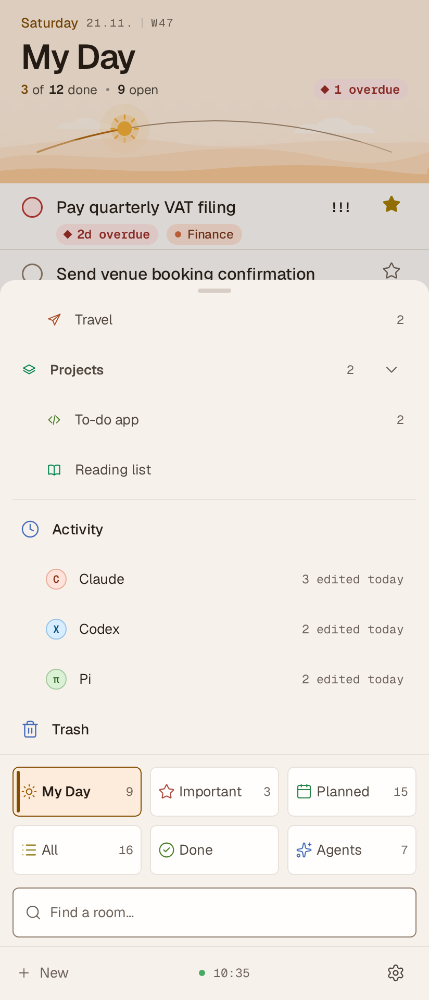 Saturday 21.11. | W47
My Day
3 of 12 done • 9 open
1 overdue
Pay quarterly VAT filing !!!
2d overdue Finance
Send venue booking confirmation
Travel 2
Projects 2
To-do app 2
Reading list
Activity
C Claude 3 edited today
X Codex 2 edited today
π Pi 2 edited today
Trash
My Day 9 Important 3 Planned 15
All 16 Done Agents 7
Find a room…
+ New 10:35